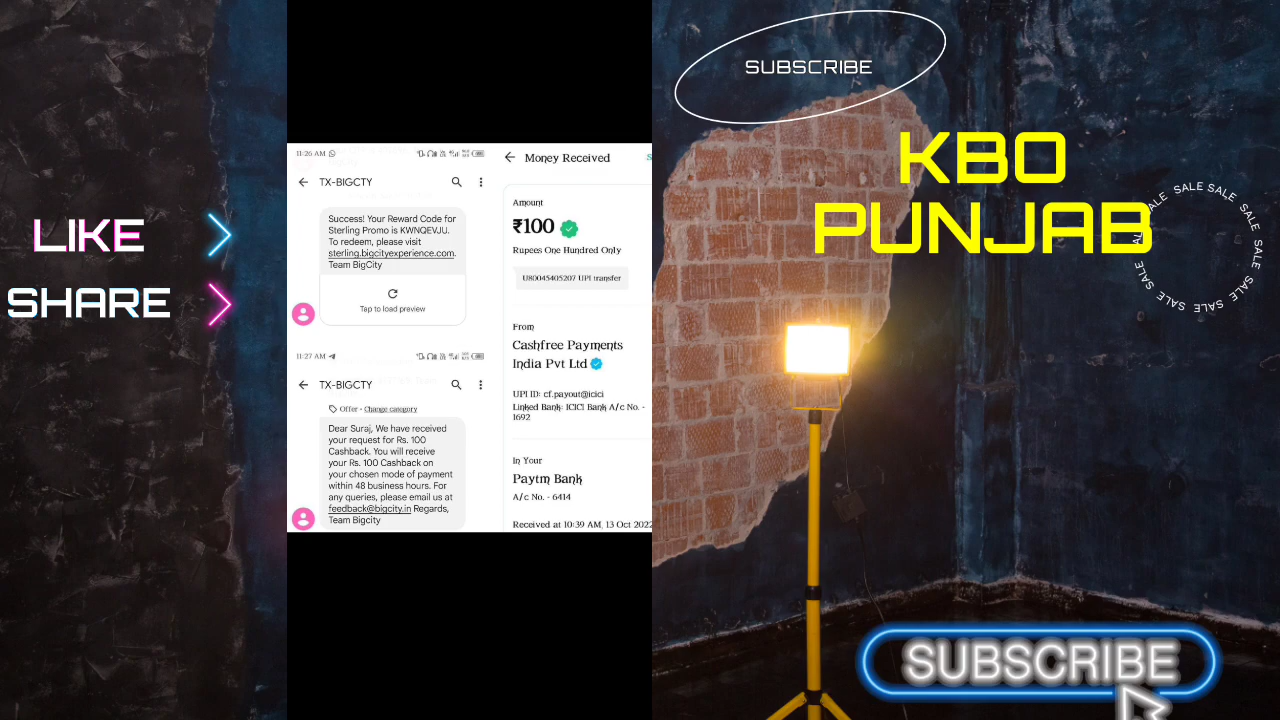 LIKE
SHARE
11:26 AM
TX-BIGCTY
Success! Your Reward Code for
Sterling Promo is KWNQEVJU.
To redeem, please visit
sterling.bigcityexperience.com.
Team BigCity
Tap to load preview
11:27 AM
TX-BIGCTY
Offer • Change category
Dear Suraj, We have received
your request for Rs. 100
Cashback. You will receive
your Rs. 100 Cashback on
your chosen mode of payment
within 48 business hours. For
any queries, please email us at
feedback@bigcity.in Regards,
Team Bigcity
Money Received
Amount
₹100
Rupees One Hundred Only
U80045405207 UPI transfer
From
Cashfree Payments
India Pvt Ltd
UPI ID: cf.payout@icici
Linked Bank: ICICI Bank A/c No. -
1692
In Your
Paytm Bank
A/c No. - 6414
Received at 10:39 AM, 13 Oct 2022
SUBSCRIBE
KBO
PUNJAB
SALE SALE SALE SALE SALE SALE SALE SALE
SUBSCRIBE